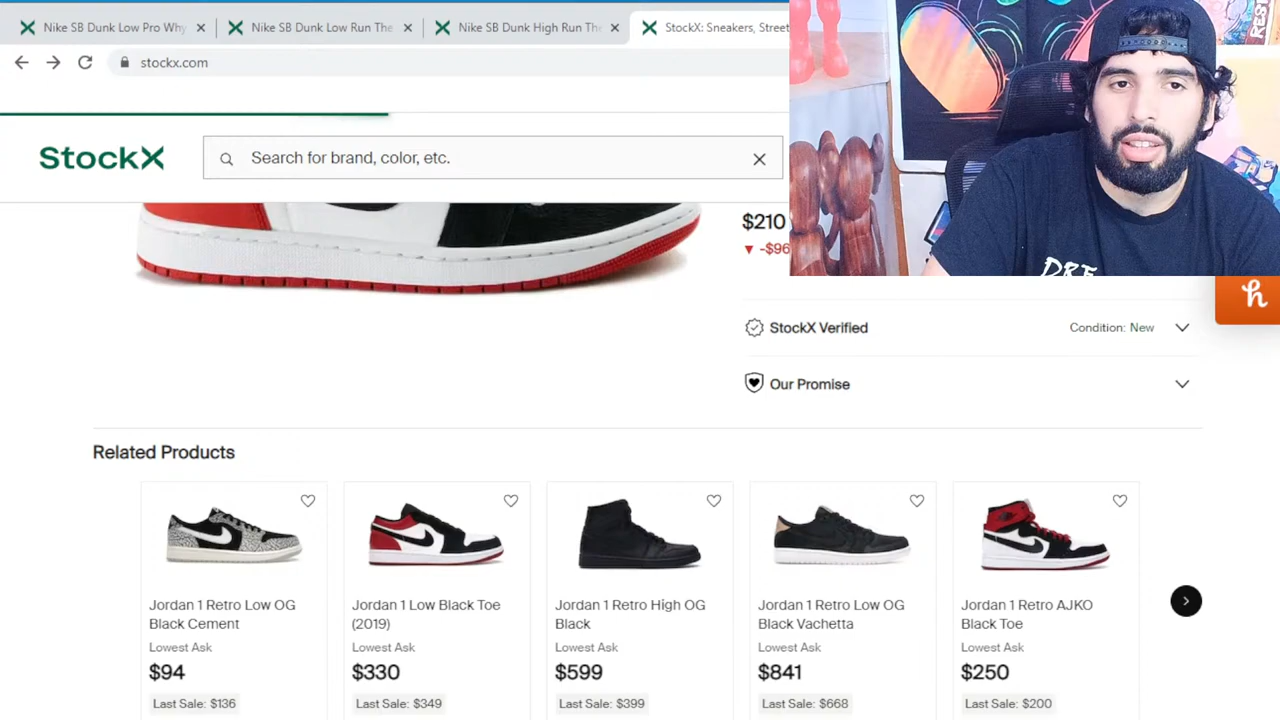 Nike SB Dunk Low Pro Why
Nike SB Dunk Low Run The
Nike SB Dunk High Run The
StockX: Sneakers, Street
stockx.com
StockX
Search for brand, color, etc.
$210
▼ -$96
StockX Verified
Condition: New
Our Promise
Related Products
Jordan 1 Retro Low OG
Black Cement
Lowest Ask
$94
Last Sale: $136
Jordan 1 Low Black Toe
(2019)
Lowest Ask
$330
Last Sale: $349
Jordan 1 Retro High OG
Black
Lowest Ask
$599
Last Sale: $399
Jordan 1 Retro Low OG
Black Vachetta
Lowest Ask
$841
Last Sale: $668
Jordan 1 Retro AJKO
Black Toe
Lowest Ask
$250
Last Sale: $200
h